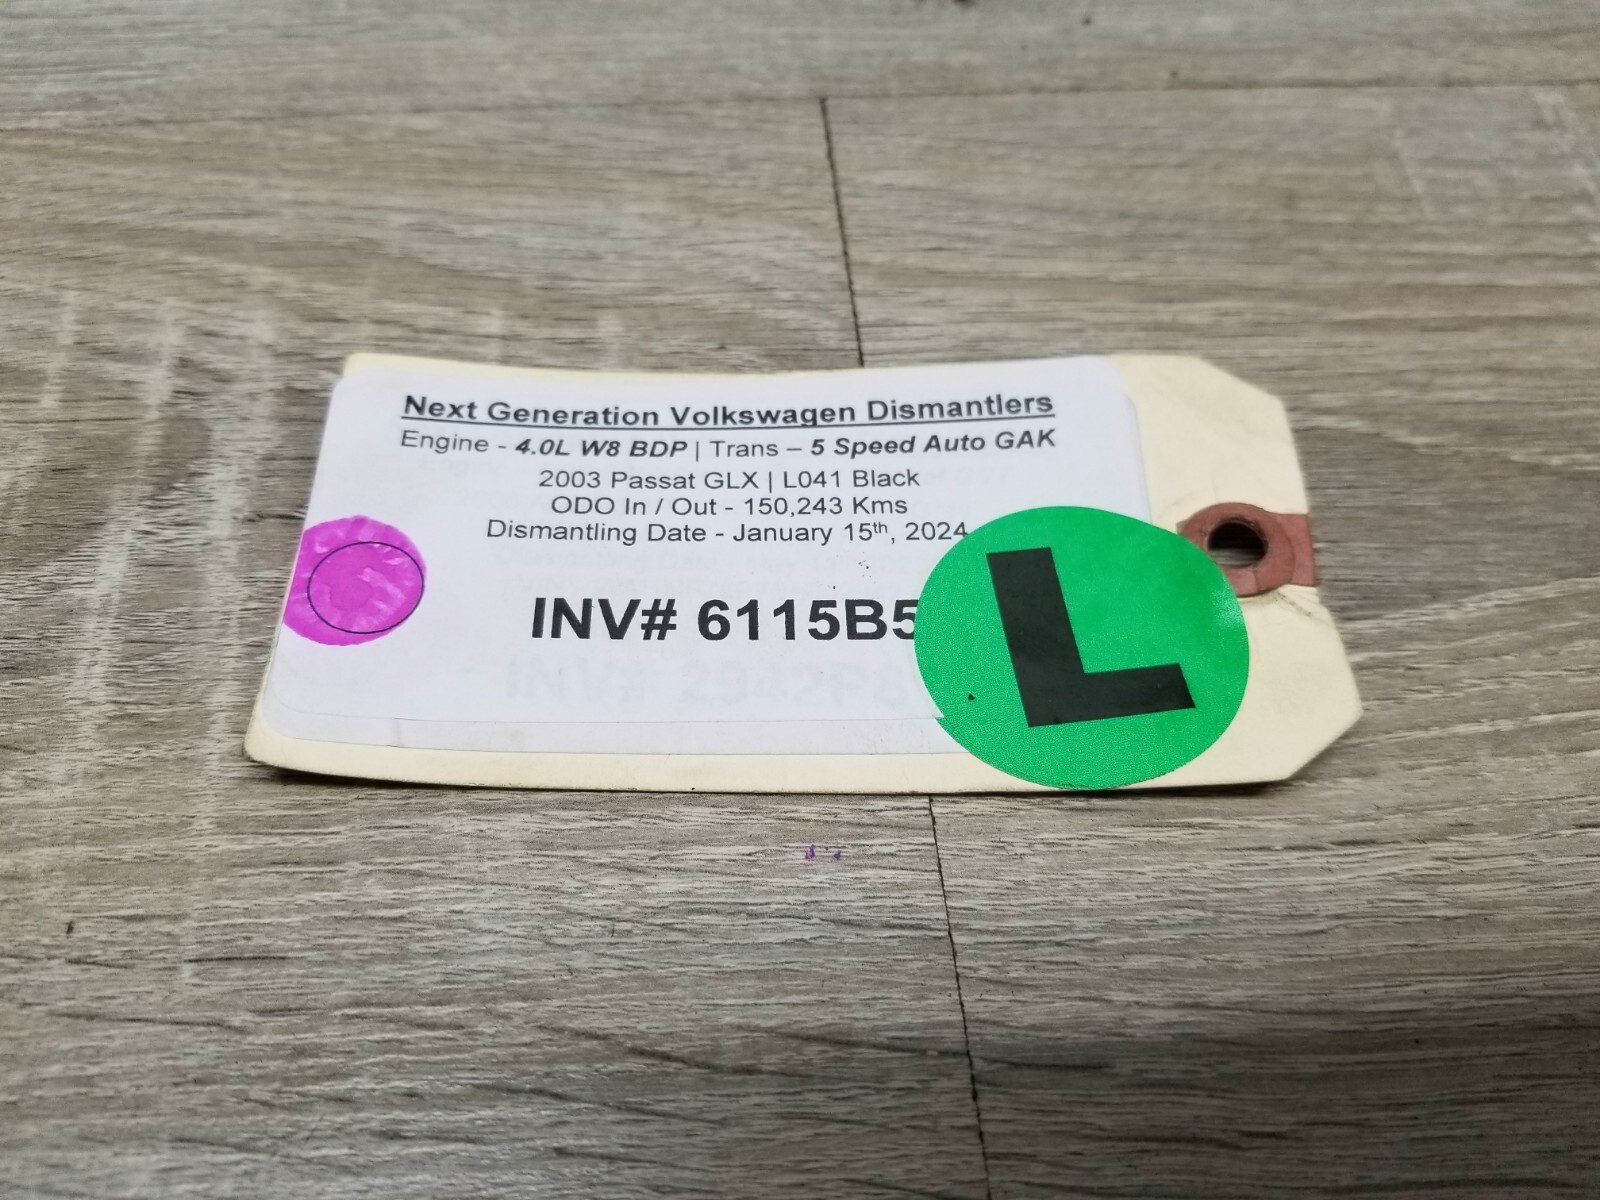 Next Generation Volkswagen Dismantlers
Engine - 4.0L W8 BDP | Trans – 5 Speed Auto GAK
2003 Passat GLX | L041 Black
ODO In / Out - 150,243 Kms
Dismantling Date - January 15th, 2024
INV# 6115B5
L